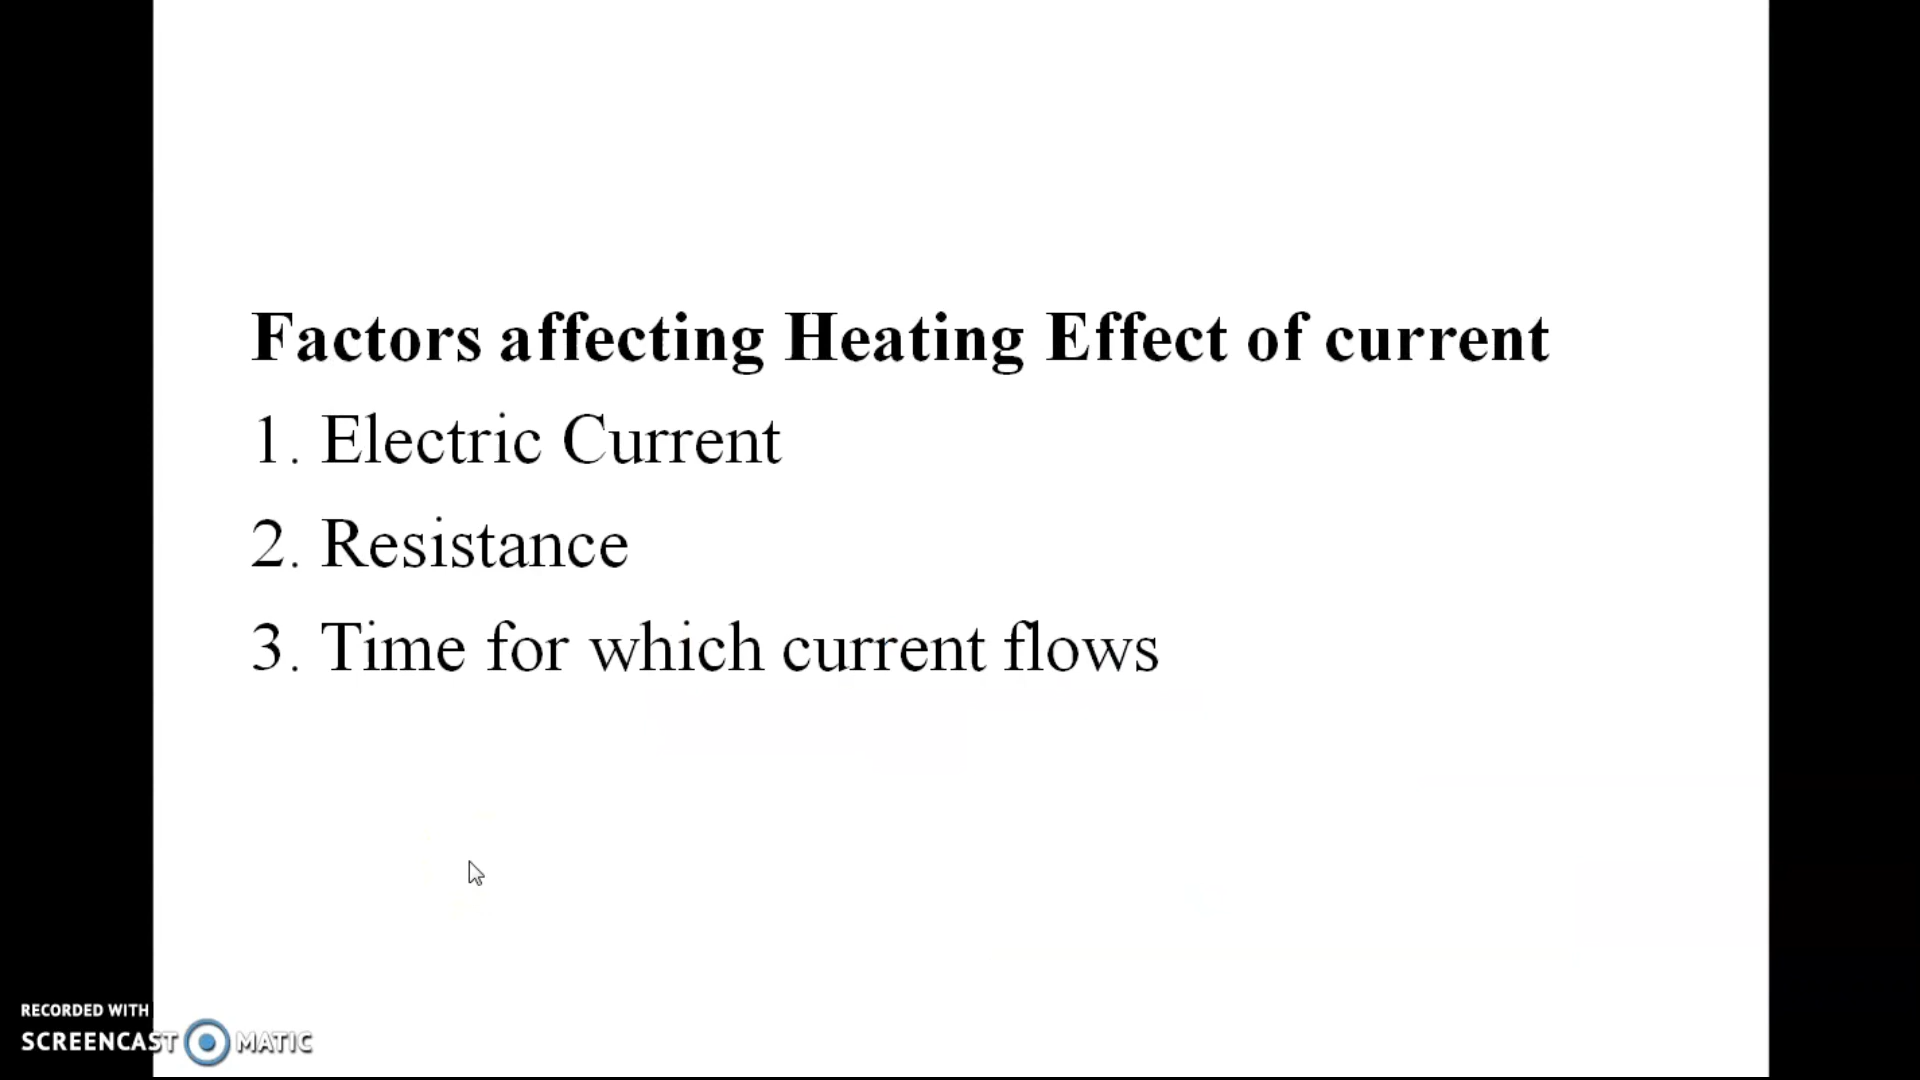 Factors affecting Heating Effect of current
1. Electric Current
2. Resistance
3. Time for which current flows
RECORDED WITH
SCREENCAST MATIC